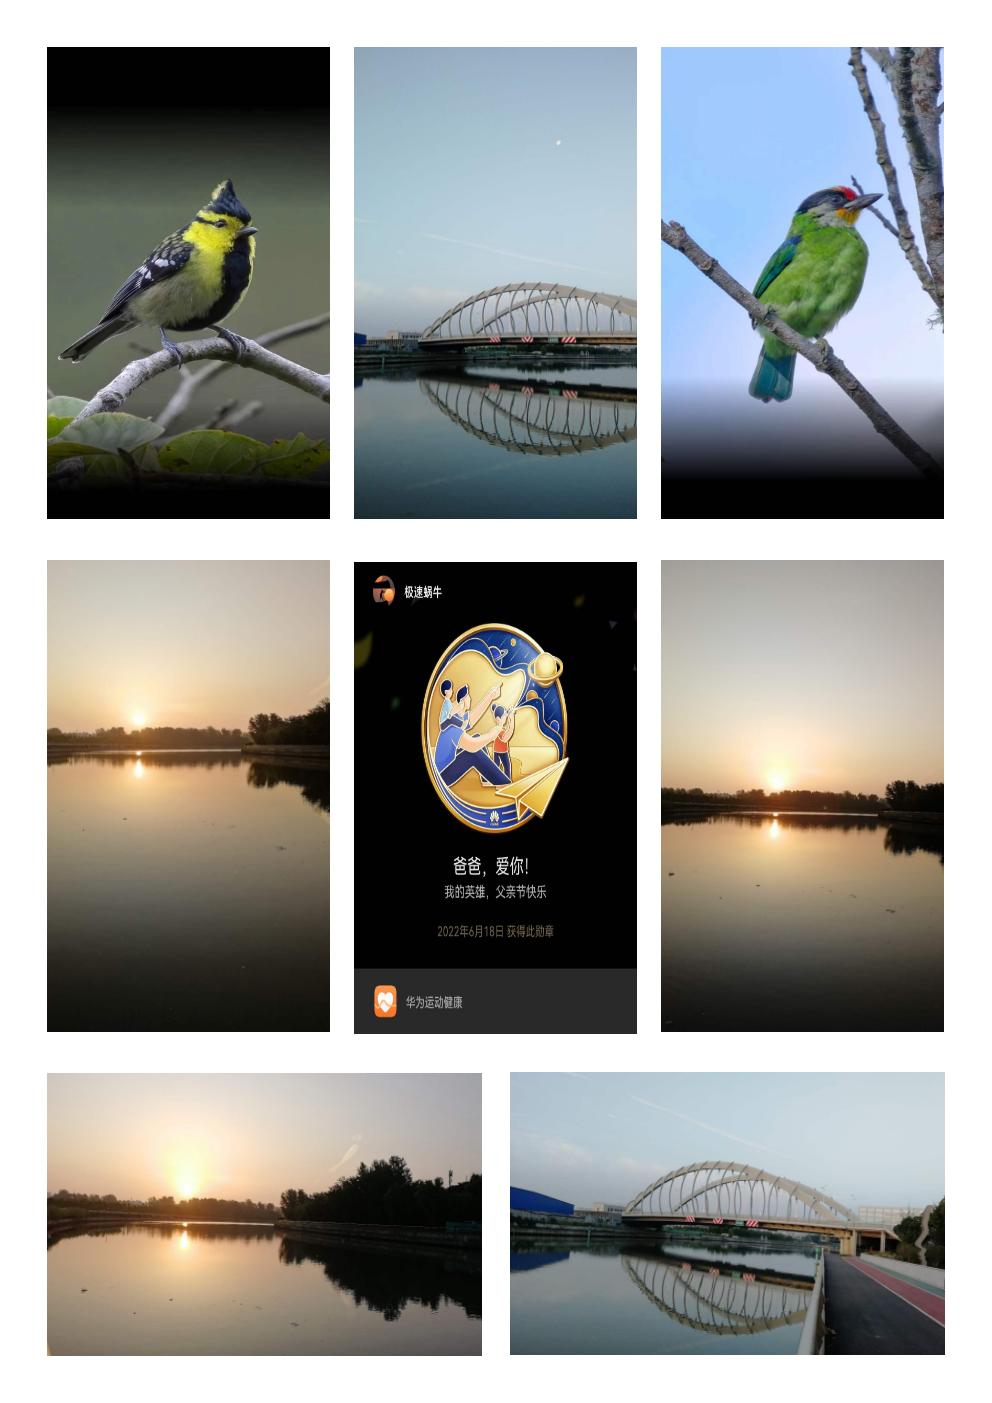 极速蜗牛
爸爸，爱你！
我的英雄，父亲节快乐
2022年6月18日 获得此勋章
华为运动健康